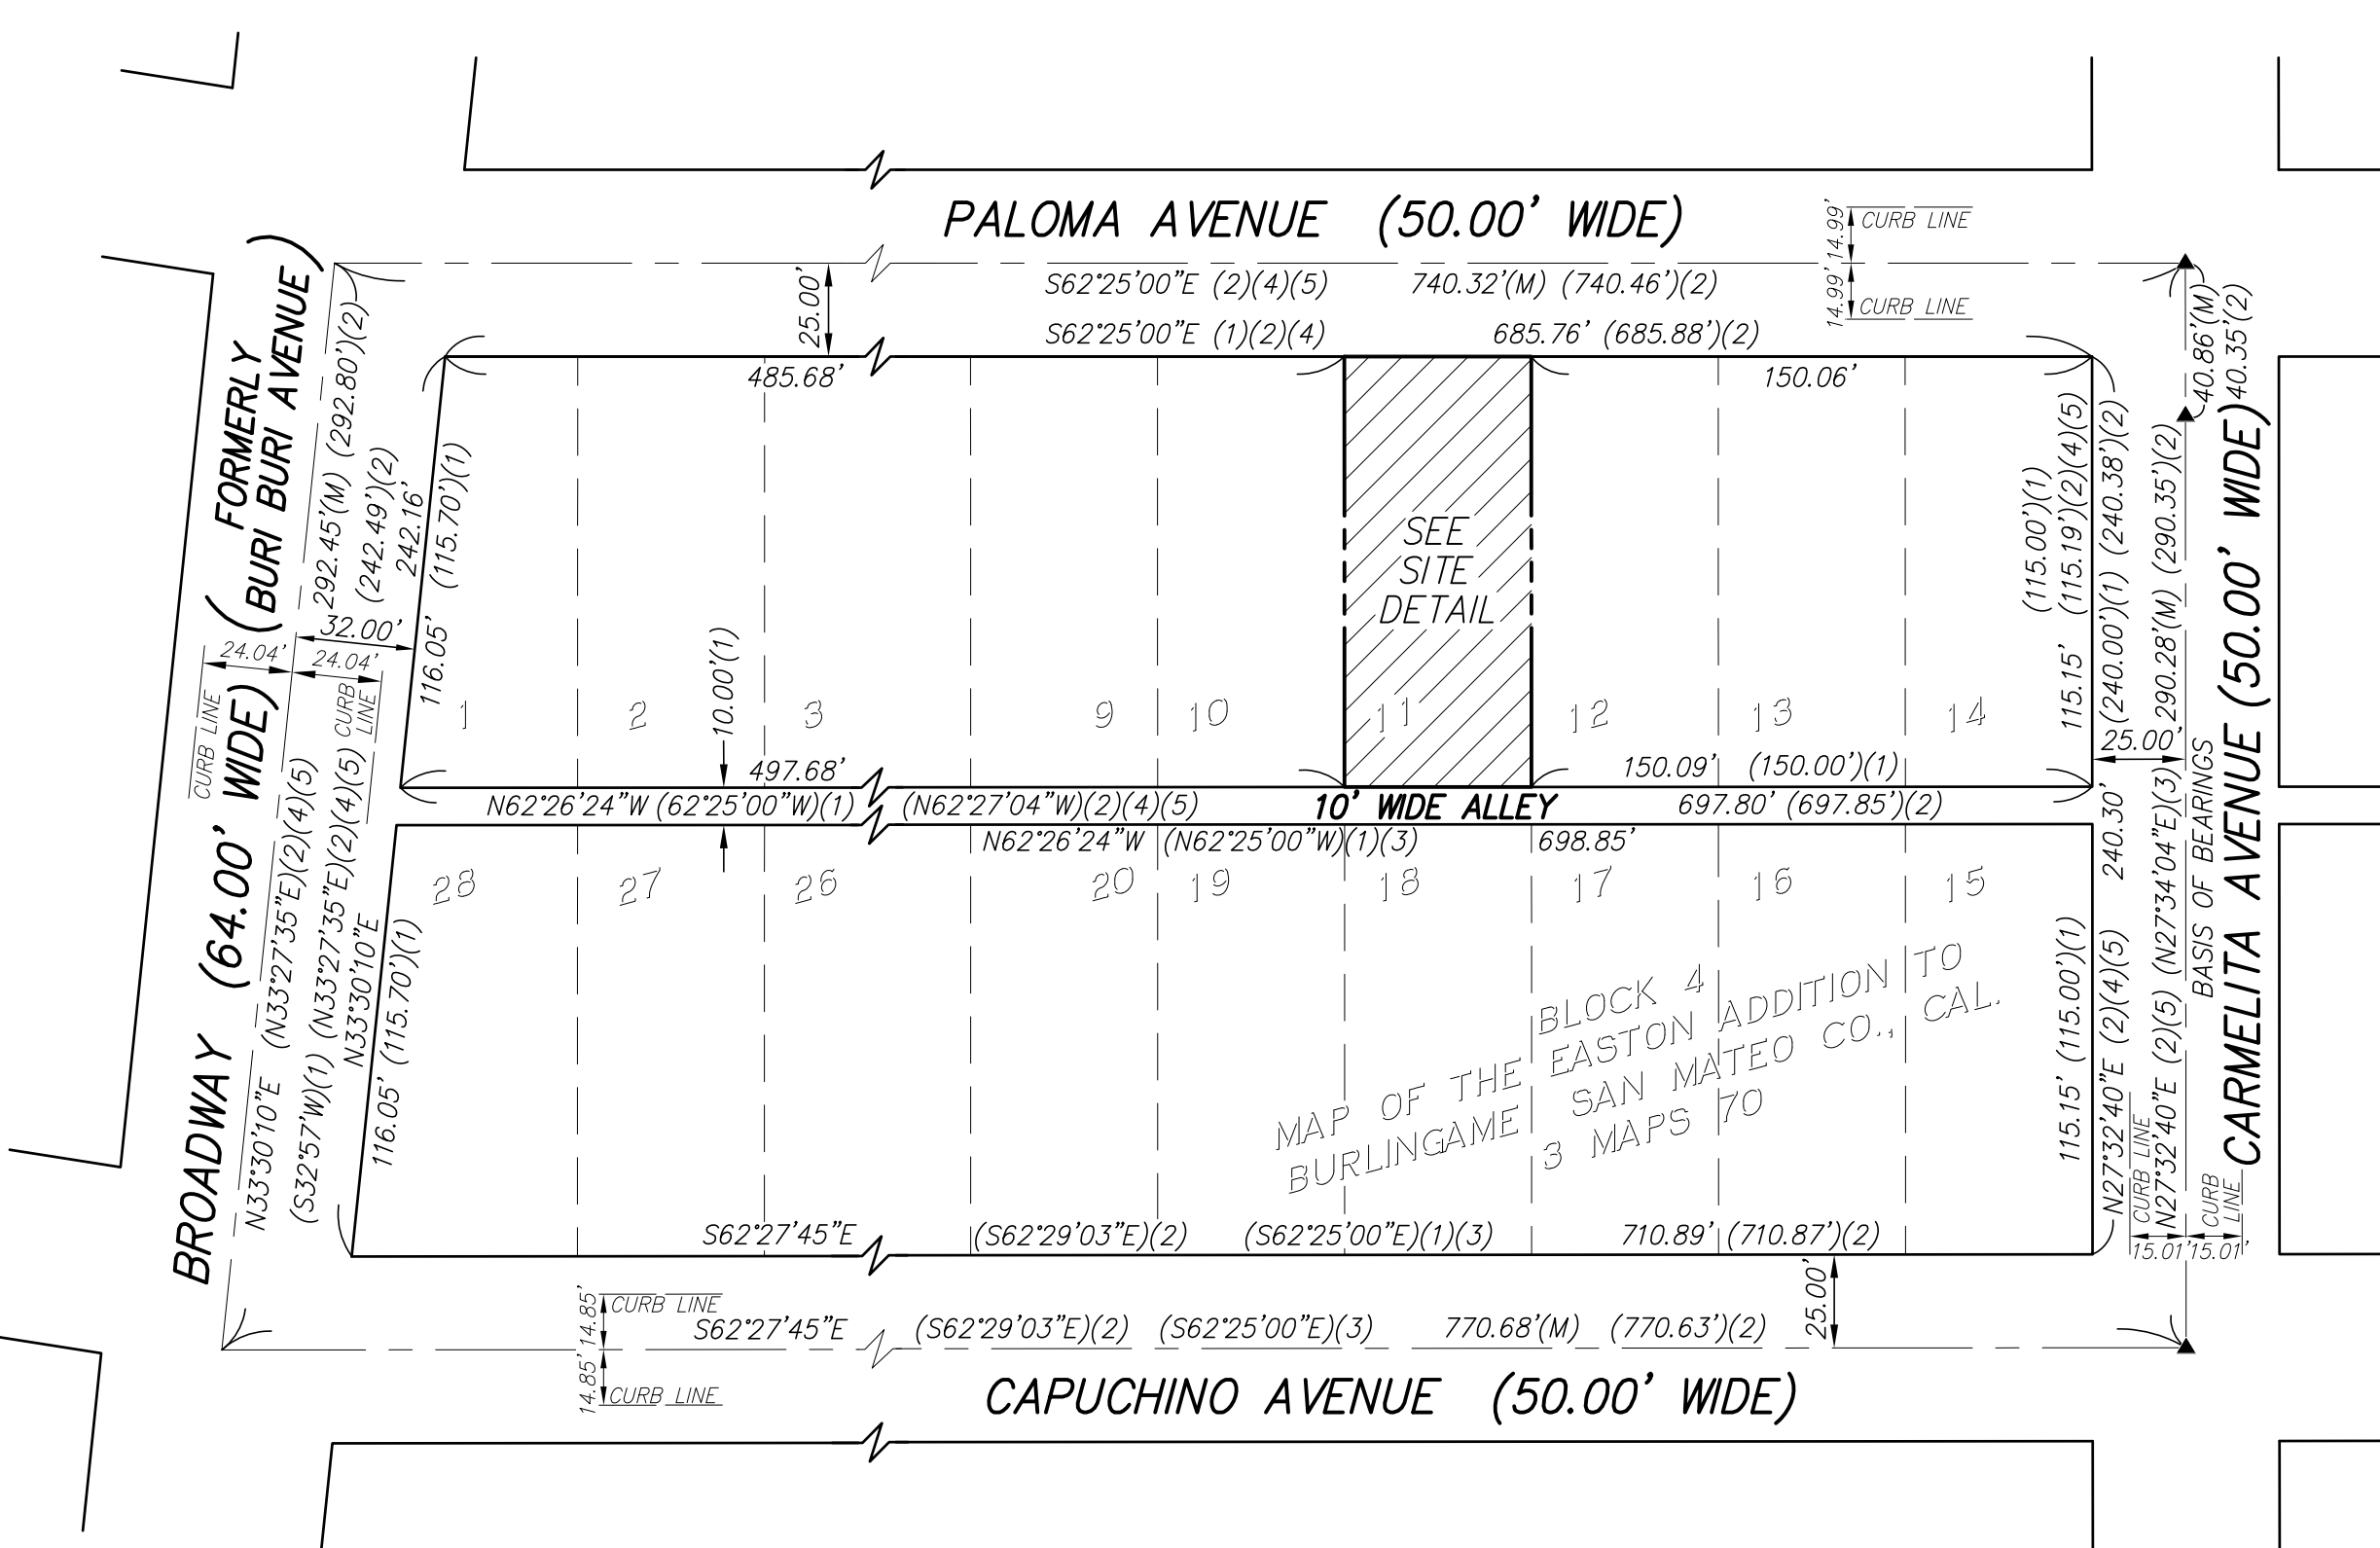 PALOMA AVENUE (50.00' WIDE)
14.99' 14.99'
CURB LINE
CURB LINE
S62°25'00"E (2)(4)(5) 740.32'(M) (740.46')(2)
25.00'
S62°25'00"E (1)(2)(4) 685.76' (685.88')(2)
485.68' 150.06'
FORMERLY
(BURI BURI AVENUE)
292.45'(M) (292.80')(2)
(242.49')(2)
242.16'
(115.70')(1)
116.05'
32.00'
24.04' 24.04'
CURB LINE
CURB
LINE
10.00'(1)
SEE
SITE
DETAIL
40.86'(M)
40.35'(2)
(115.00')(1)
115.15' (115.19')(2)(4)(5)
240.30' (240.00')(1) (240.38')(2)
N27°32'40"E (2)(5) (N27°34'04"E)(3) 290.28'(M) (290.35')(2)
BASIS OF BEARINGS
CARMELITA AVENUE (50.00' WIDE)
25.00'
1 2 3 9 10 11 12 13 14
497.68' 150.09' (150.00')(1)
N62°26'24"W (62°25'00"W)(1) (N62°27'04"W)(2)(4)(5) 10' WIDE ALLEY 697.80' (697.85')(2)
N62°26'24"W (N62°25'00"W)(1)(3) 698.85'
28 27 26 20 19 18 17 16 15
BROADWAY (64.00' WIDE)
N33°30'10"E (N33°27'35"E)(2)(4)(5)
(S32°57'W)(1) (N33°27'35"E)(2)(4)(5)
N33°30'10"E
116.05' (115.70')(1)
BLOCK 4
MAP OF THE EASTON ADDITION TO
BURLINGAME SAN MATEO CO., CAL.
3 MAPS 70
115.15' (115.00')(1)
N27°32'40"E (2)(4)(5)
CURB LINE
CURB
LINE
15.01' 15.01'
S62°27'45"E (S62°29'03"E)(2) (S62°25'00"E)(1)(3) 710.89' (710.87')(2)
14.85' 14.85'
CURB LINE
CURB LINE
25.00'
S62°27'45"E (S62°29'03"E)(2) (S62°25'00"E)(3) 770.68'(M) (770.63')(2)
CAPUCHINO AVENUE (50.00' WIDE)